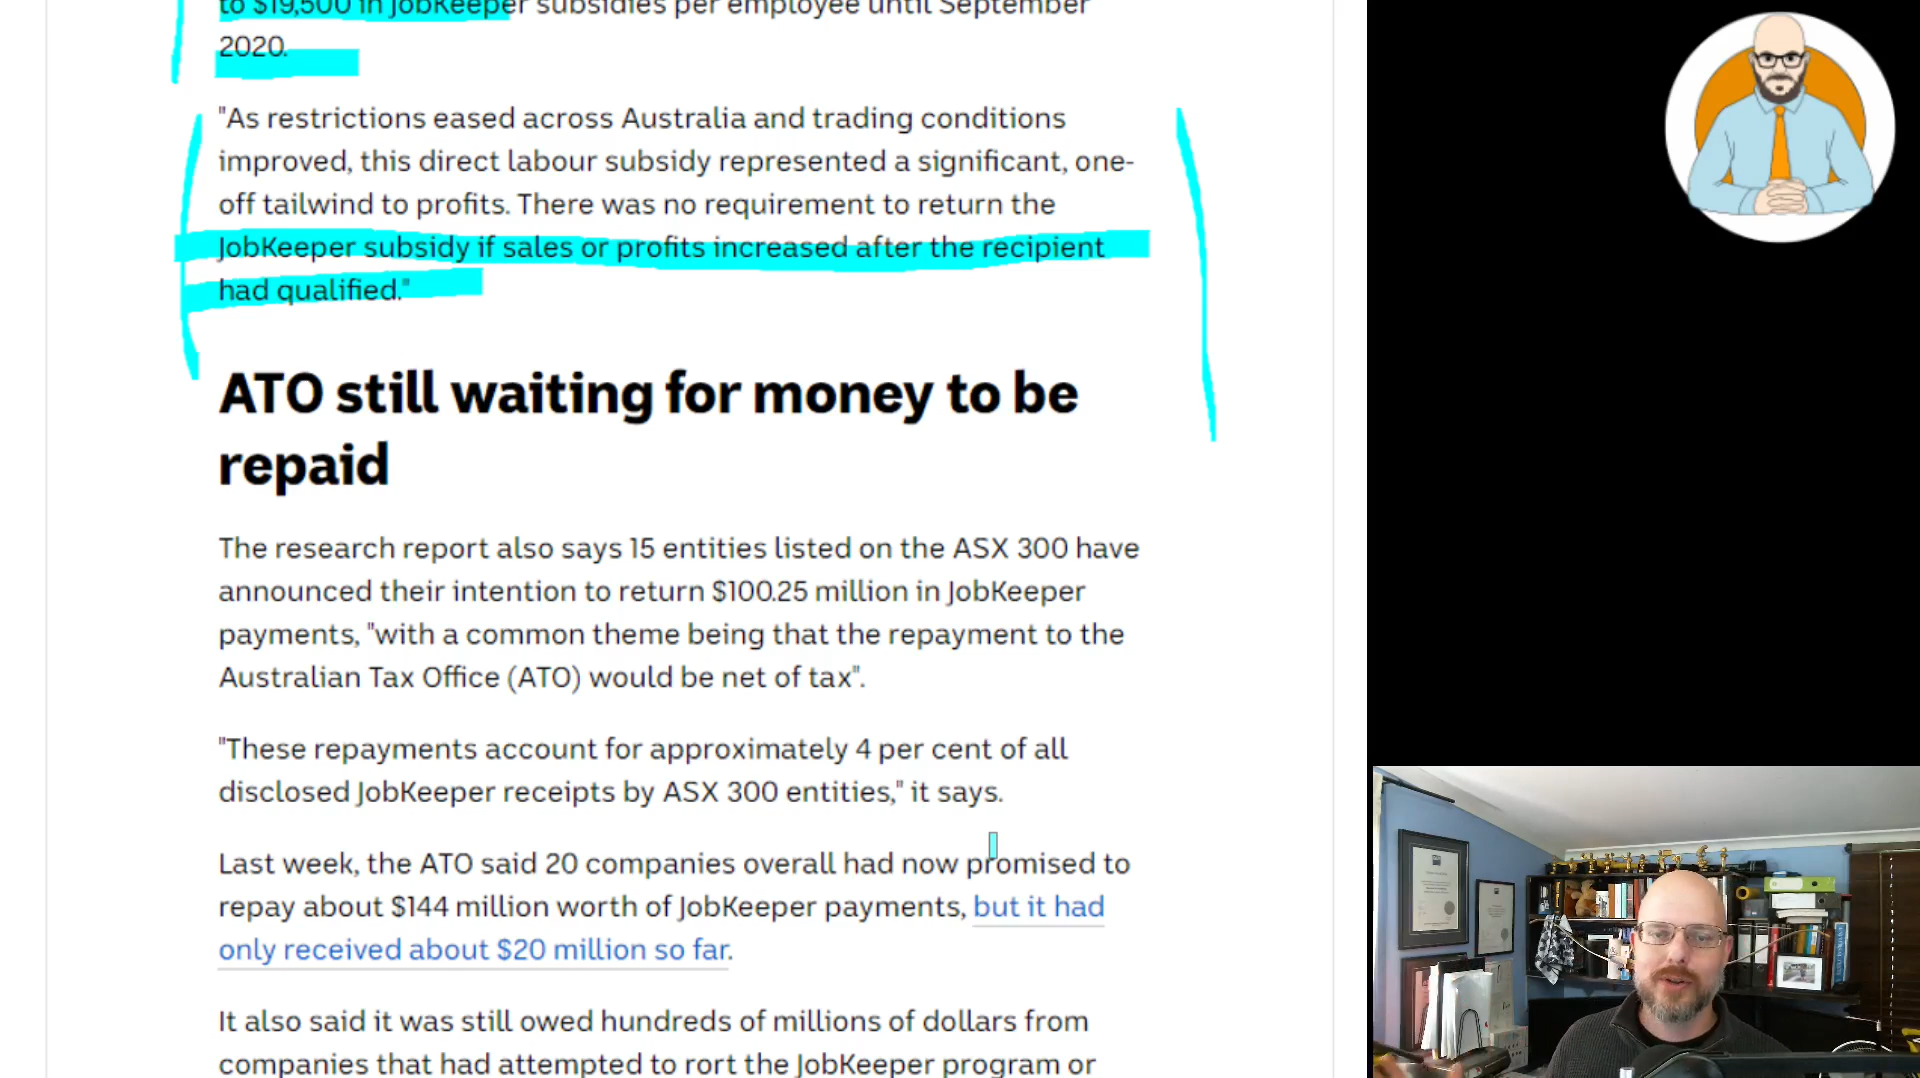 to $19,500 in JobKeeper subsidies per employee until September
2020.
"As restrictions eased across Australia and trading conditions
improved, this direct labour subsidy represented a significant, one-
off tailwind to profits. There was no requirement to return the
JobKeeper subsidy if sales or profits increased after the recipient
had qualified."
ATO still waiting for money to be
repaid
The research report also says 15 entities listed on the ASX 300 have
announced their intention to return $100.25 million in JobKeeper
payments, "with a common theme being that the repayment to the
Australian Tax Office (ATO) would be net of tax".
"These repayments account for approximately 4 per cent of all
disclosed JobKeeper receipts by ASX 300 entities," it says.
Last week, the ATO said 20 companies overall had now promised to
repay about $144 million worth of JobKeeper payments, but it had
only received about $20 million so far.
It also said it was still owed hundreds of millions of dollars from
companies that had attempted to rort the JobKeeper program or